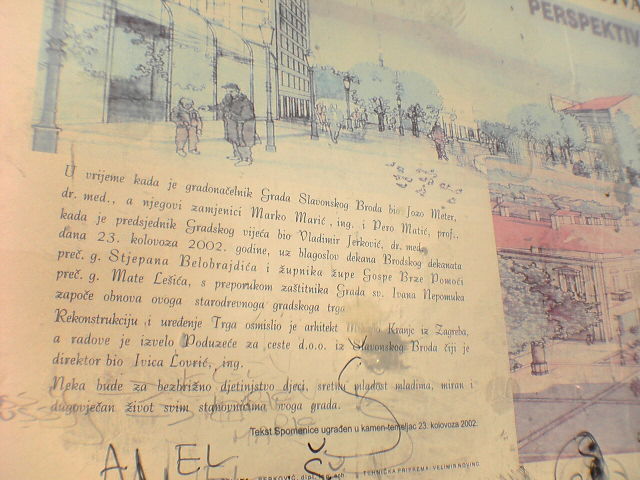 PERSPEKTIV
U vrijeme kada je gradonačelnik Grada Slavonskog Broda bio Jozo Meter,
dr. med., a njegovi zamjenici Marko Marić, ing. i Pero Matić, prof.,
kada je predsjednik Gradskog vijeća bio Vladimir Jerković, dr. med.
dana 23. kolovoza 2002. godine, uz blagoslov dekana Brodskog dekanata
preč. g. Stjepana Belobrajdića i župnika župe Gospe Brze Pomoći
preč. g. Mate Lešića, s preporukom zaštitnika Grada sv. Ivana Nepomuka
započe obnova ovoga starodrevnoga gradskoga trga
Rekonstrukciju i uređenje Trga osmislio je arhitekt Kranjc iz Zagreba,
a radove je izvelo Poduzeće za ceste d.o.o. iz Slavonskog Broda čiji je
direktor bio Ivica Lovrić, ing.
Neka bude za bezbrižno djetinjstvo djeci, sretnu mladost mladima, miran i
dugovječan život svim stanovnicima ovoga grada.
Tekst Spomenice ugrađen u kamen-temeljac 23. kolovoza 2002.
TEHNIČKA PRIPREMA: VELIMIR NOVINC